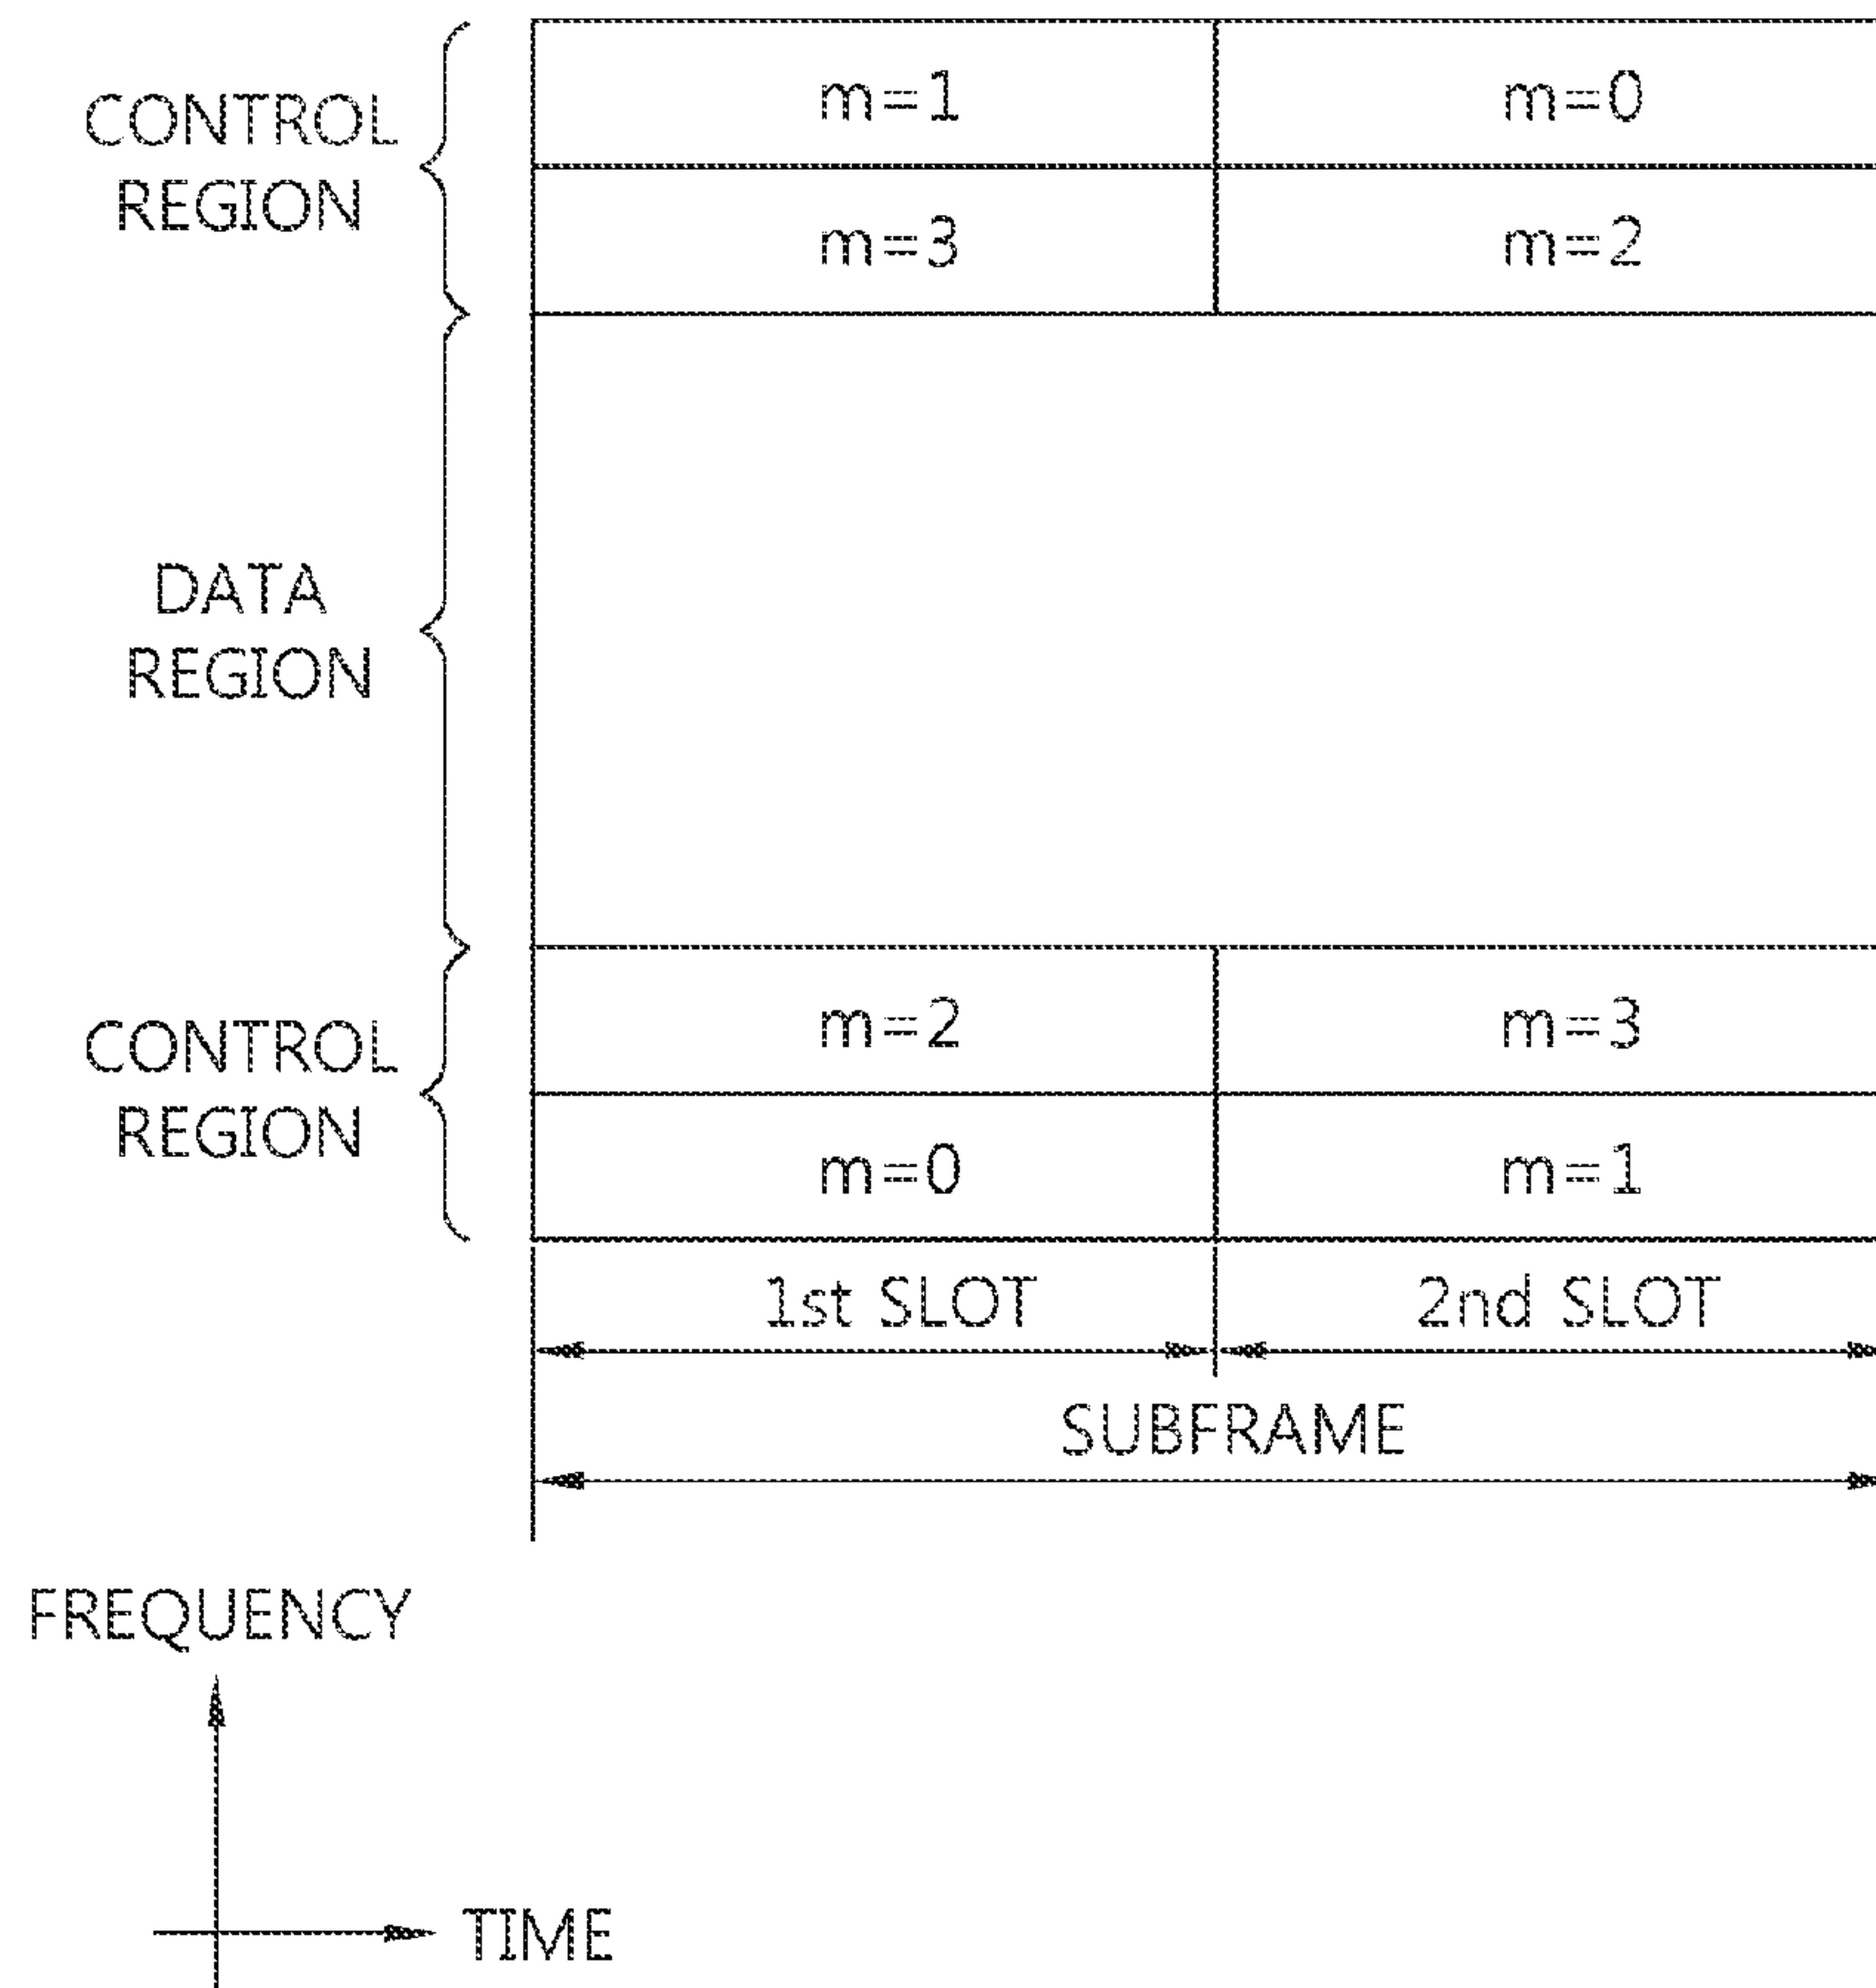 m=1 m=0
CONTROL
REGION
m=3 m=2
DATA
REGION
m=2 m=3
CONTROL
REGION
m=0 m=1
1st SLOT 2nd SLOT
SUBFRAME
FREQUENCY
TIME